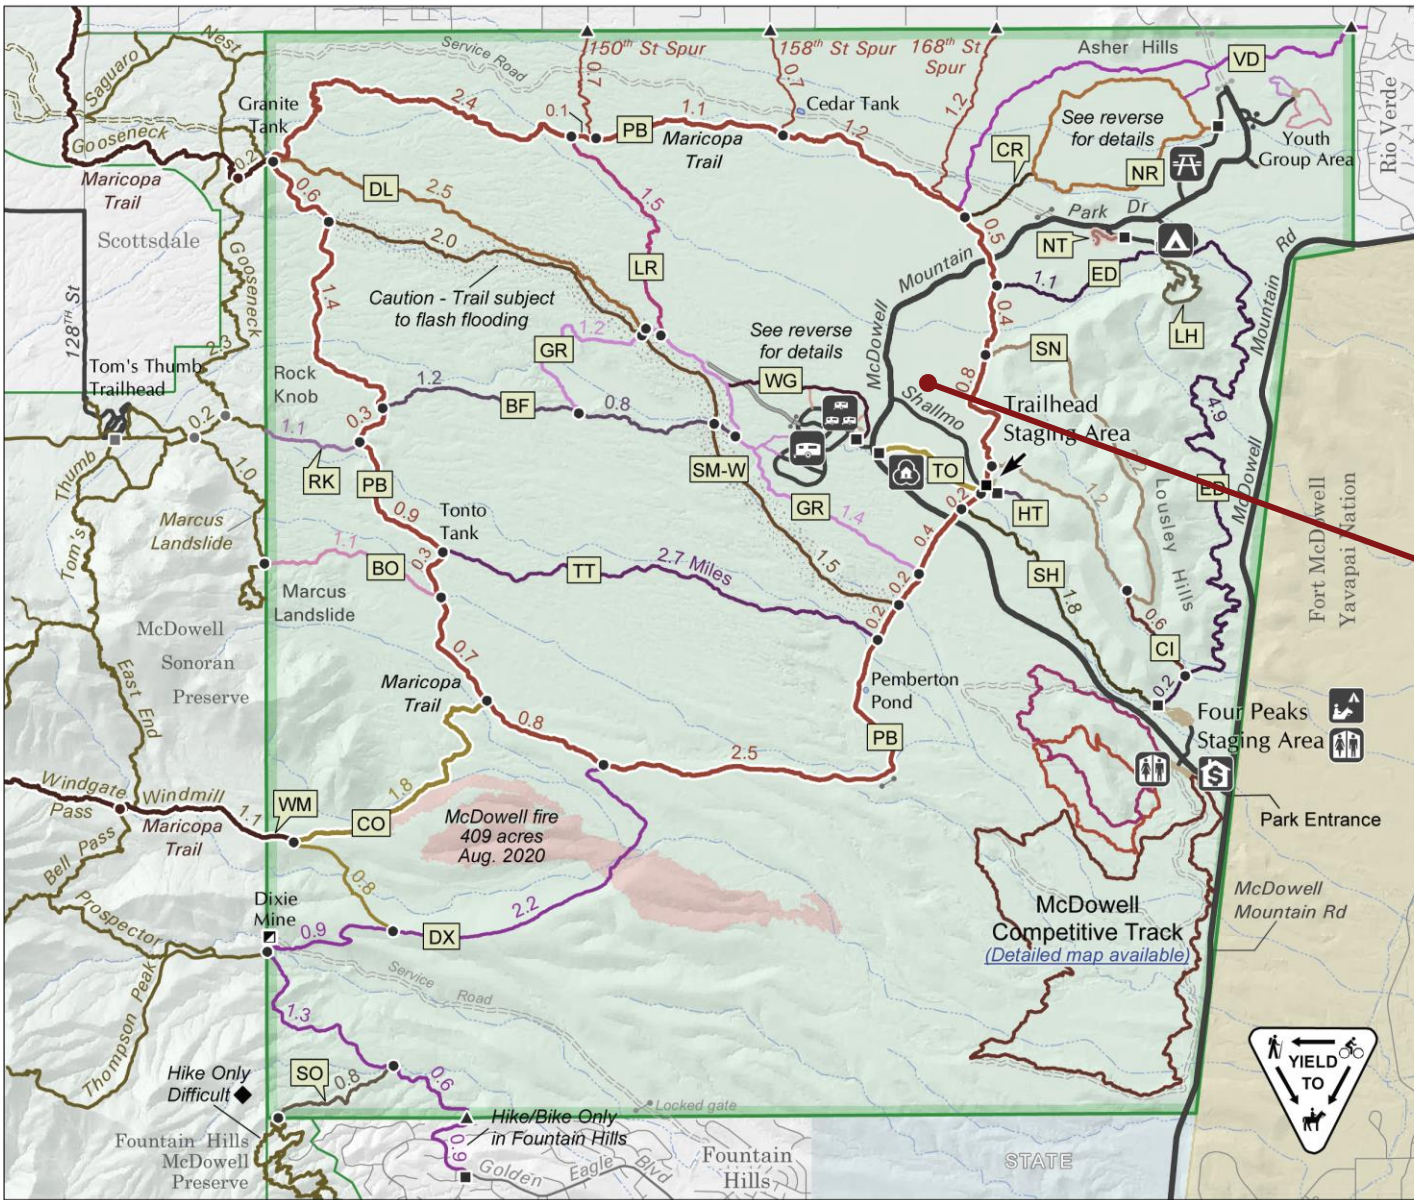 Nest
Saguaro
Gooseneck
Granite
Tank
Service Road
150th St Spur
158th St Spur
168th St
Spur
Asher Hills
VD
Rio Verde
0.7
0.7
1.2
2.4
0.1
PB
1.1
Maricopa
Trail
Cedar Tank
1.2
See reverse
for details
CR
NR
Youth
Group Area
0.2
Maricopa
Trail
Scottsdale
0.6
DL
2.5
1.5
2.0
LR
0.5
Park Dr
NT
Mountain
1.1
ED
LH
Mountain
Rd
Gooseneck
128TH St
2.3
1.4
Caution - Trail subject
to flash flooding
1.2
GR
See reverse
for details
WG
McDowell
0.4
SN
Tom's Thumb
Trailhead
Rock
Knob
0.3
1.2
BF
0.8
Shallmo
0.8
Trailhead
Staging Area
4.9
0.2
1.1
RK
PB
1.0
Thumb
SM-W
GR
1.4
TO
0.2
HT
1.2
Lousley Hills
ED
McDowell
Fort McDowell
Yavapai Nation
Marcus
Landslide
0.9
Tonto
Tank
0.3
0.4
Tom's
1.1
BO
TT
2.7 Miles
1.5
0.2
0.2
SH
1.8
0.6
CI
Marcus
Landslide
McDowell
Sonoran
Preserve
East End
0.7
Maricopa
Trail
0.8
Pemberton
Pond
PB
2.5
0.2
Four Peaks
Staging Area
Windgate
Pass
Windmill
1.1
WM
Maricopa
Trail
CO
1.8
McDowell fire
409 acres
Aug. 2020
Park Entrance
Bell Pass
0.8
Prospector
Dixie
Mine
0.9
DX
2.2
McDowell
Competitive Track
(Detailed map available)
McDowell
Mountain Rd
Thompson Peak
Service Road
1.3
Hike Only
Difficult
SO
0.8
0.6
Locked gate
Hike/Bike Only
in Fountain Hills
0.9
Golden Eagle Blvd
Fountain Hills
McDowell
Preserve
Fountain
Hills
STATE
YIELD
TO